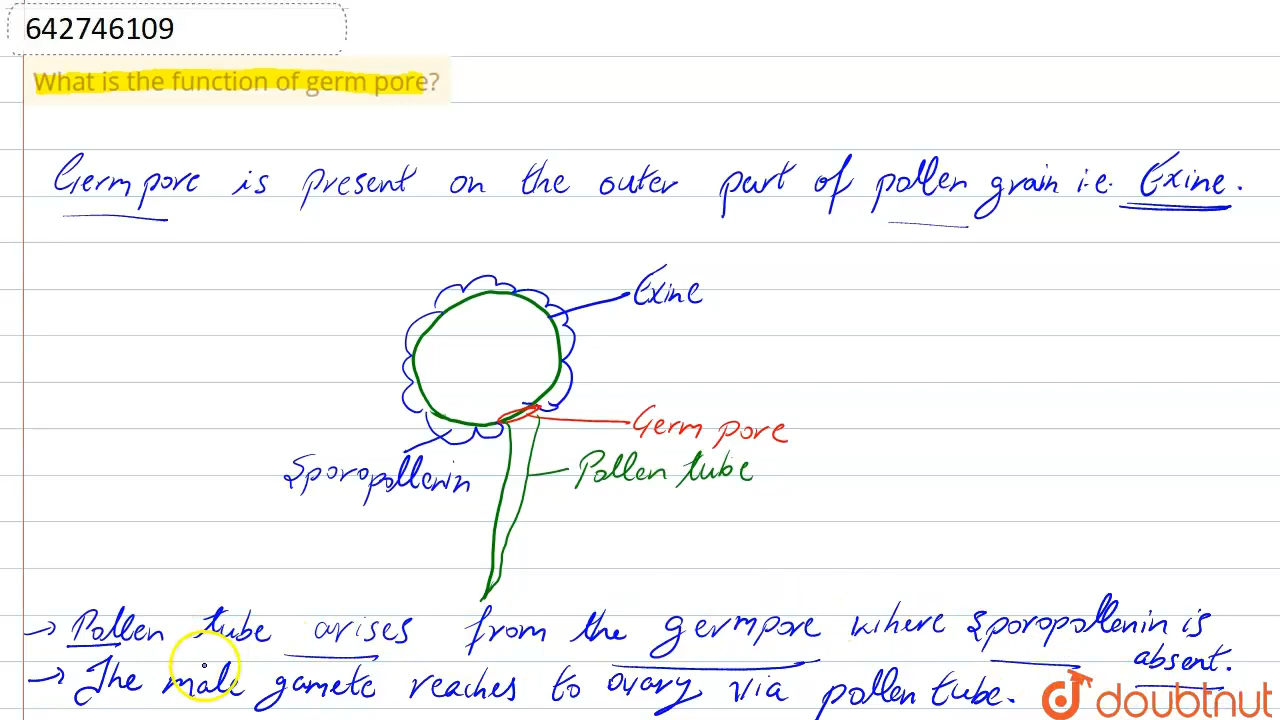 642746109
What is the function of germ pore?
Germ pore is present on the outer part of pollen grain i.e. Exine.
Exine
Germ pore
Pollen tube
Sporopollenin
→ Pollen tube arises from the germpore where Sporopollenin is absent.
→ The male gamete reaches to ovary via pollen tube.
doubtnut